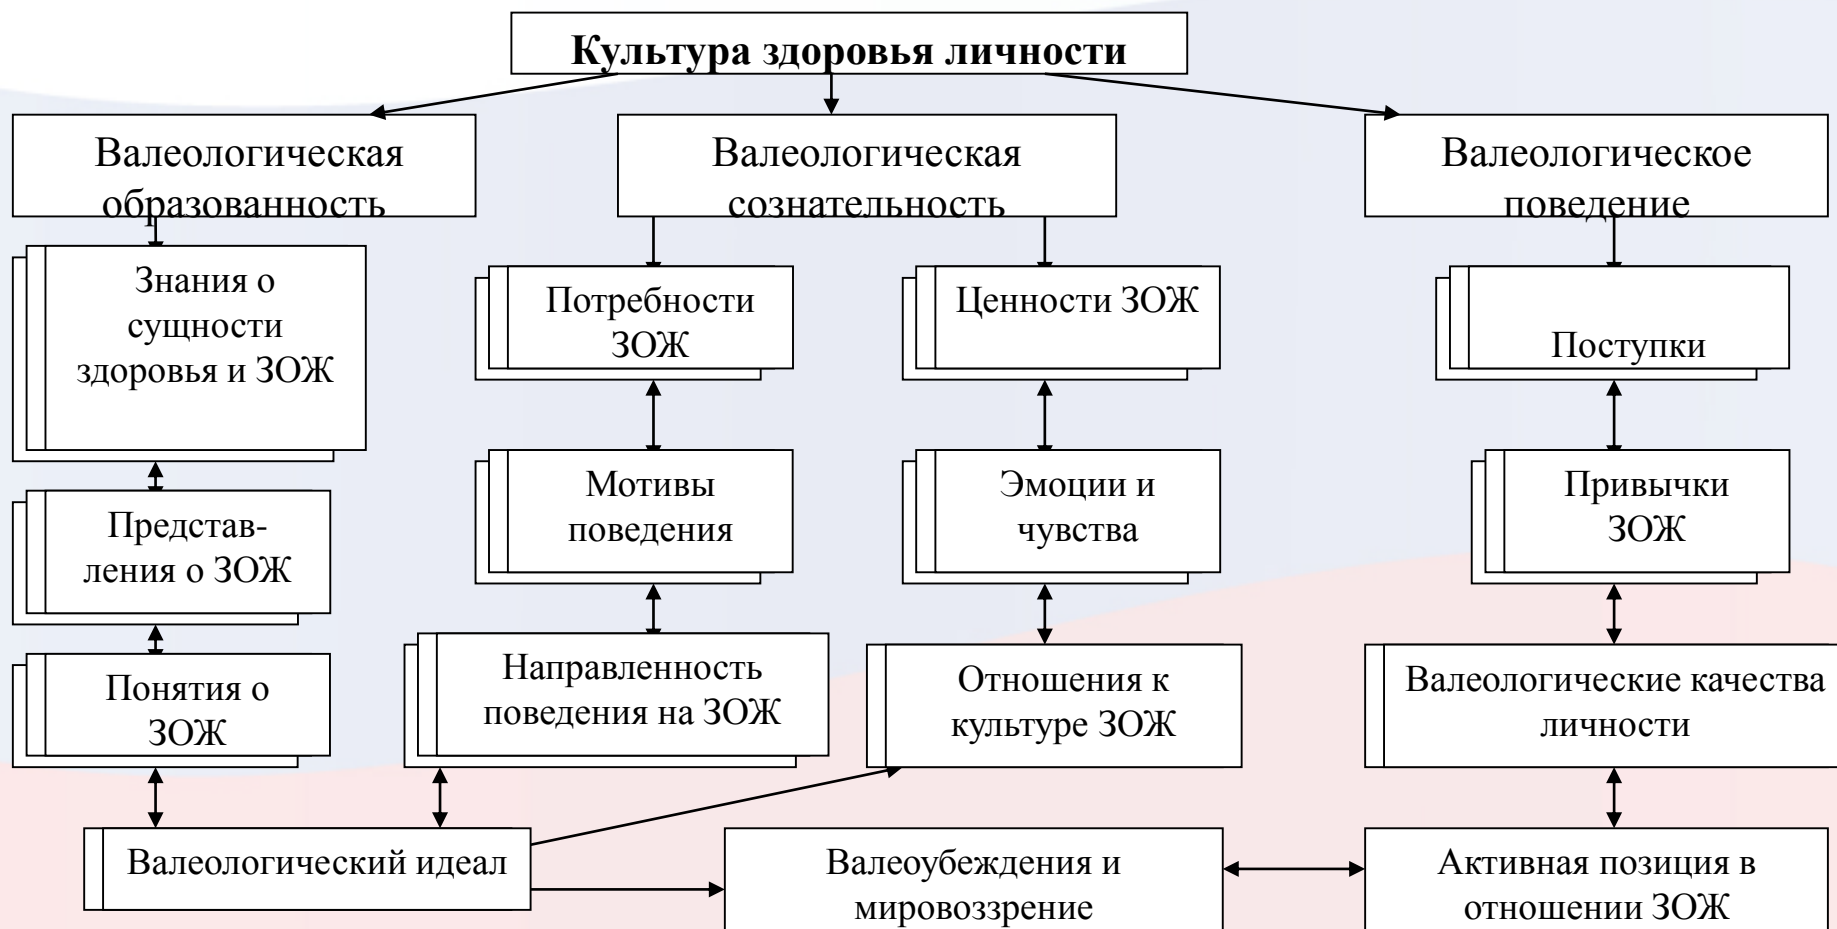 Культура здоровья личности
Валеологическая
образованность
Валеологическая
сознательность
Валеологическое
поведение
Знания о
сущности
здоровья и ЗОЖ
Потребности
ЗОЖ
Ценности ЗОЖ
Поступки
Представ-
ления о ЗОЖ
Мотивы
поведения
Эмоции и
чувства
Привычки
ЗОЖ
Понятия о
ЗОЖ
Направленность
поведения на ЗОЖ
Отношения к
культуре ЗОЖ
Валеологические качества
личности
Валеологический идеал
Валеоубеждения и
мировоззрение
Активная позиция в
отношении ЗОЖ